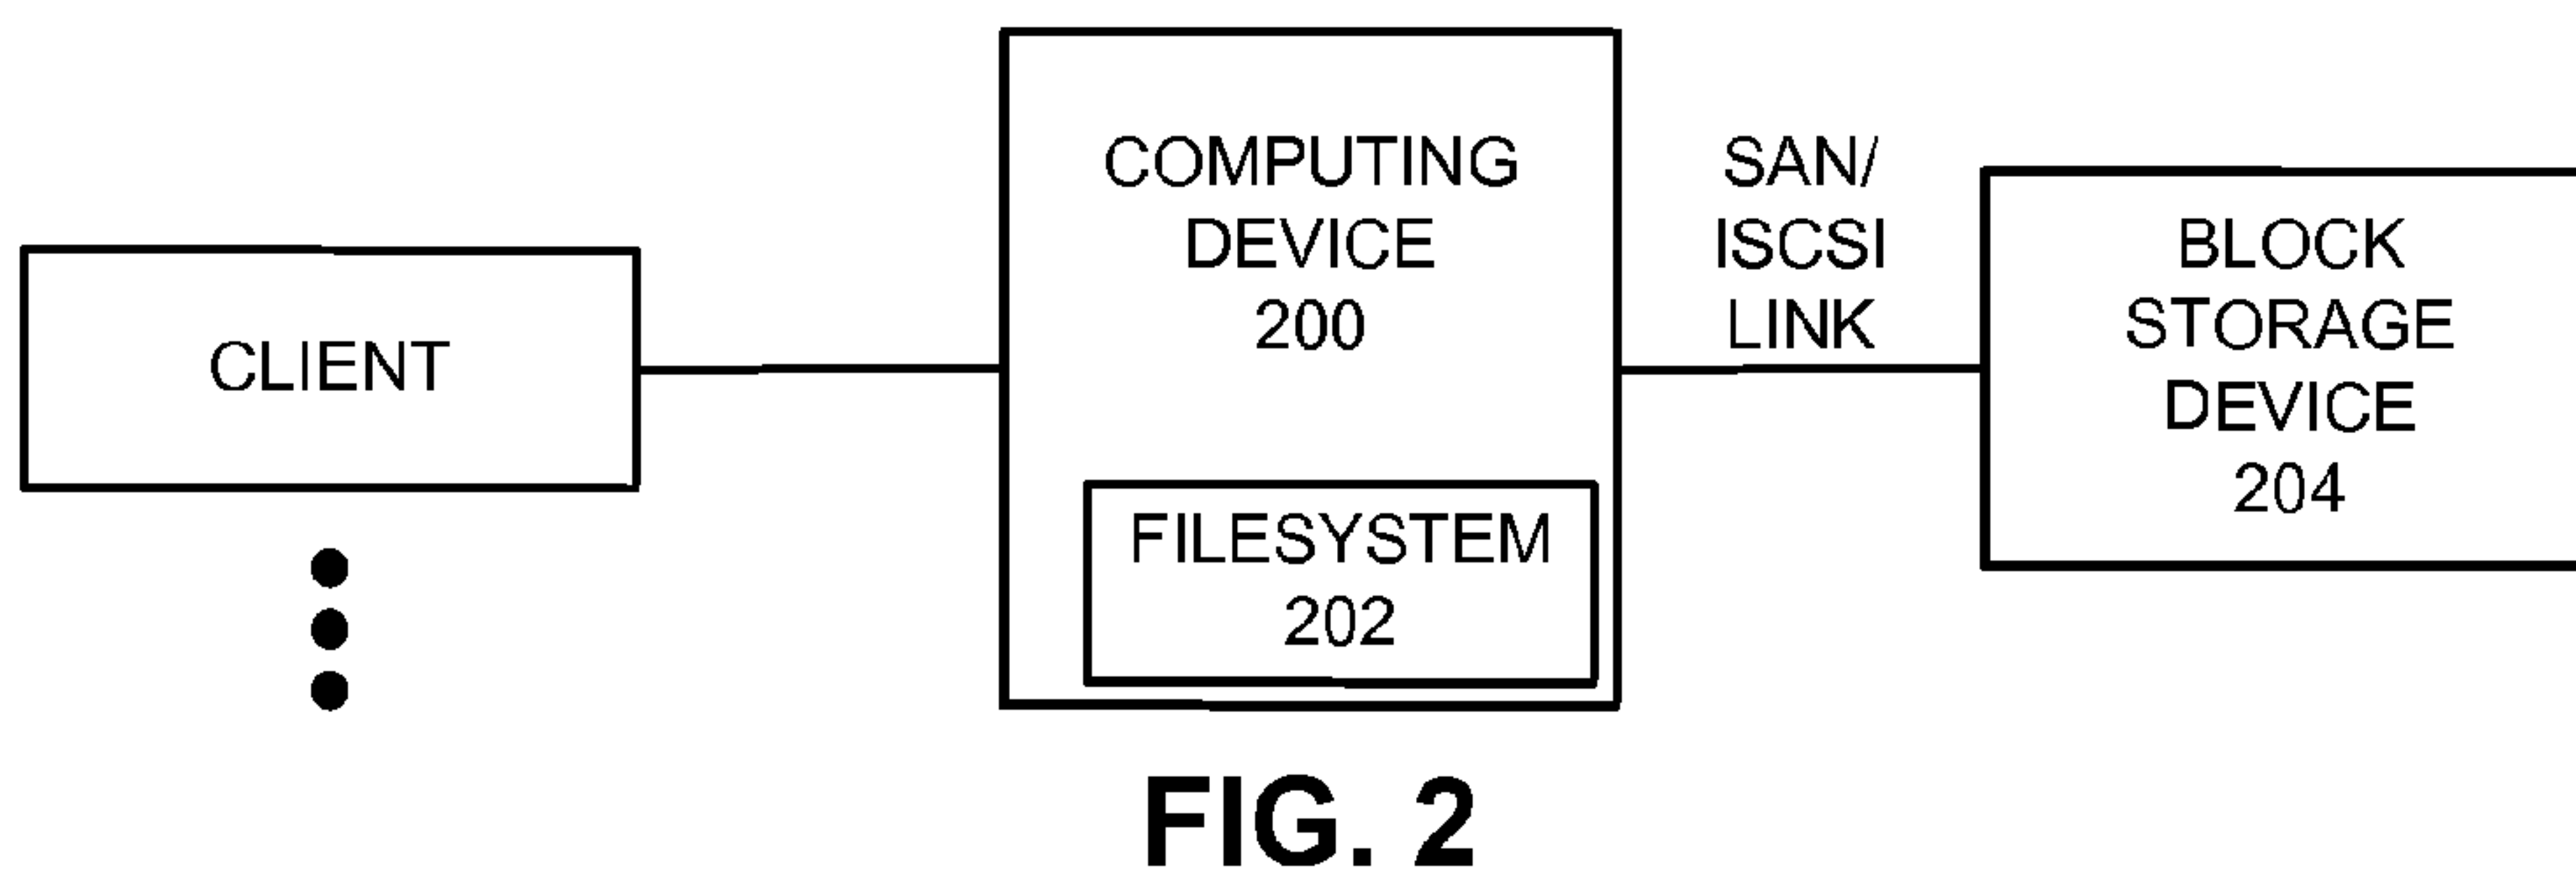 CLIENT
COMPUTING
DEVICE
200
FILESYSTEM
202
SAN/
ISCSI
LINK
BLOCK
STORAGE
DEVICE
204
FIG. 2